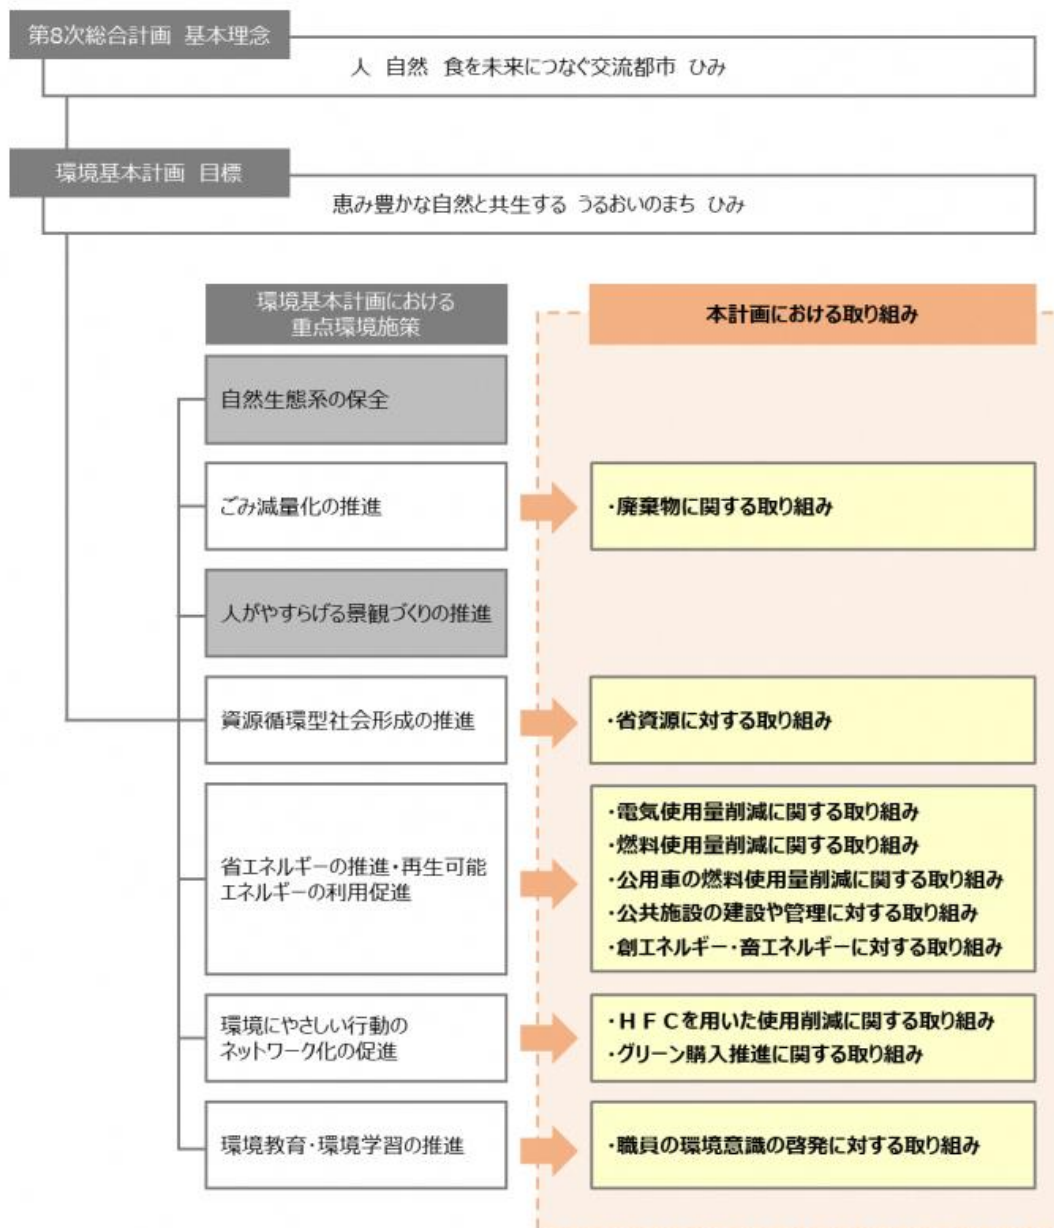 第8次総合計画 基本理念
人 自然 食を未来につなぐ交流都市 ひみ
環境基本計画 目標
恵み豊かな自然と共生する うるおいのまち ひみ
環境基本計画における
重点環境施策
本計画における取り組み
自然生態系の保全
ごみ減量化の推進
・廃棄物に関する取り組み
人がやすらげる景観づくりの推進
資源循環型社会形成の推進
・省資源に対する取り組み
省エネルギーの推進・再生可能
エネルギーの利用促進
・電気使用量削減に関する取り組み
・燃料使用量削減に関する取り組み
・公用車の燃料使用量削減に関する取り組み
・公共施設の建設や管理に対する取り組み
・創エネルギー・畜エネルギーに対する取り組み
環境にやさしい行動の
ネットワーク化の促進
・ＨＦＣを用いた使用削減に関する取り組み
・グリーン購入推進に関する取り組み
環境教育・環境学習の推進
・職員の環境意識の啓発に対する取り組み